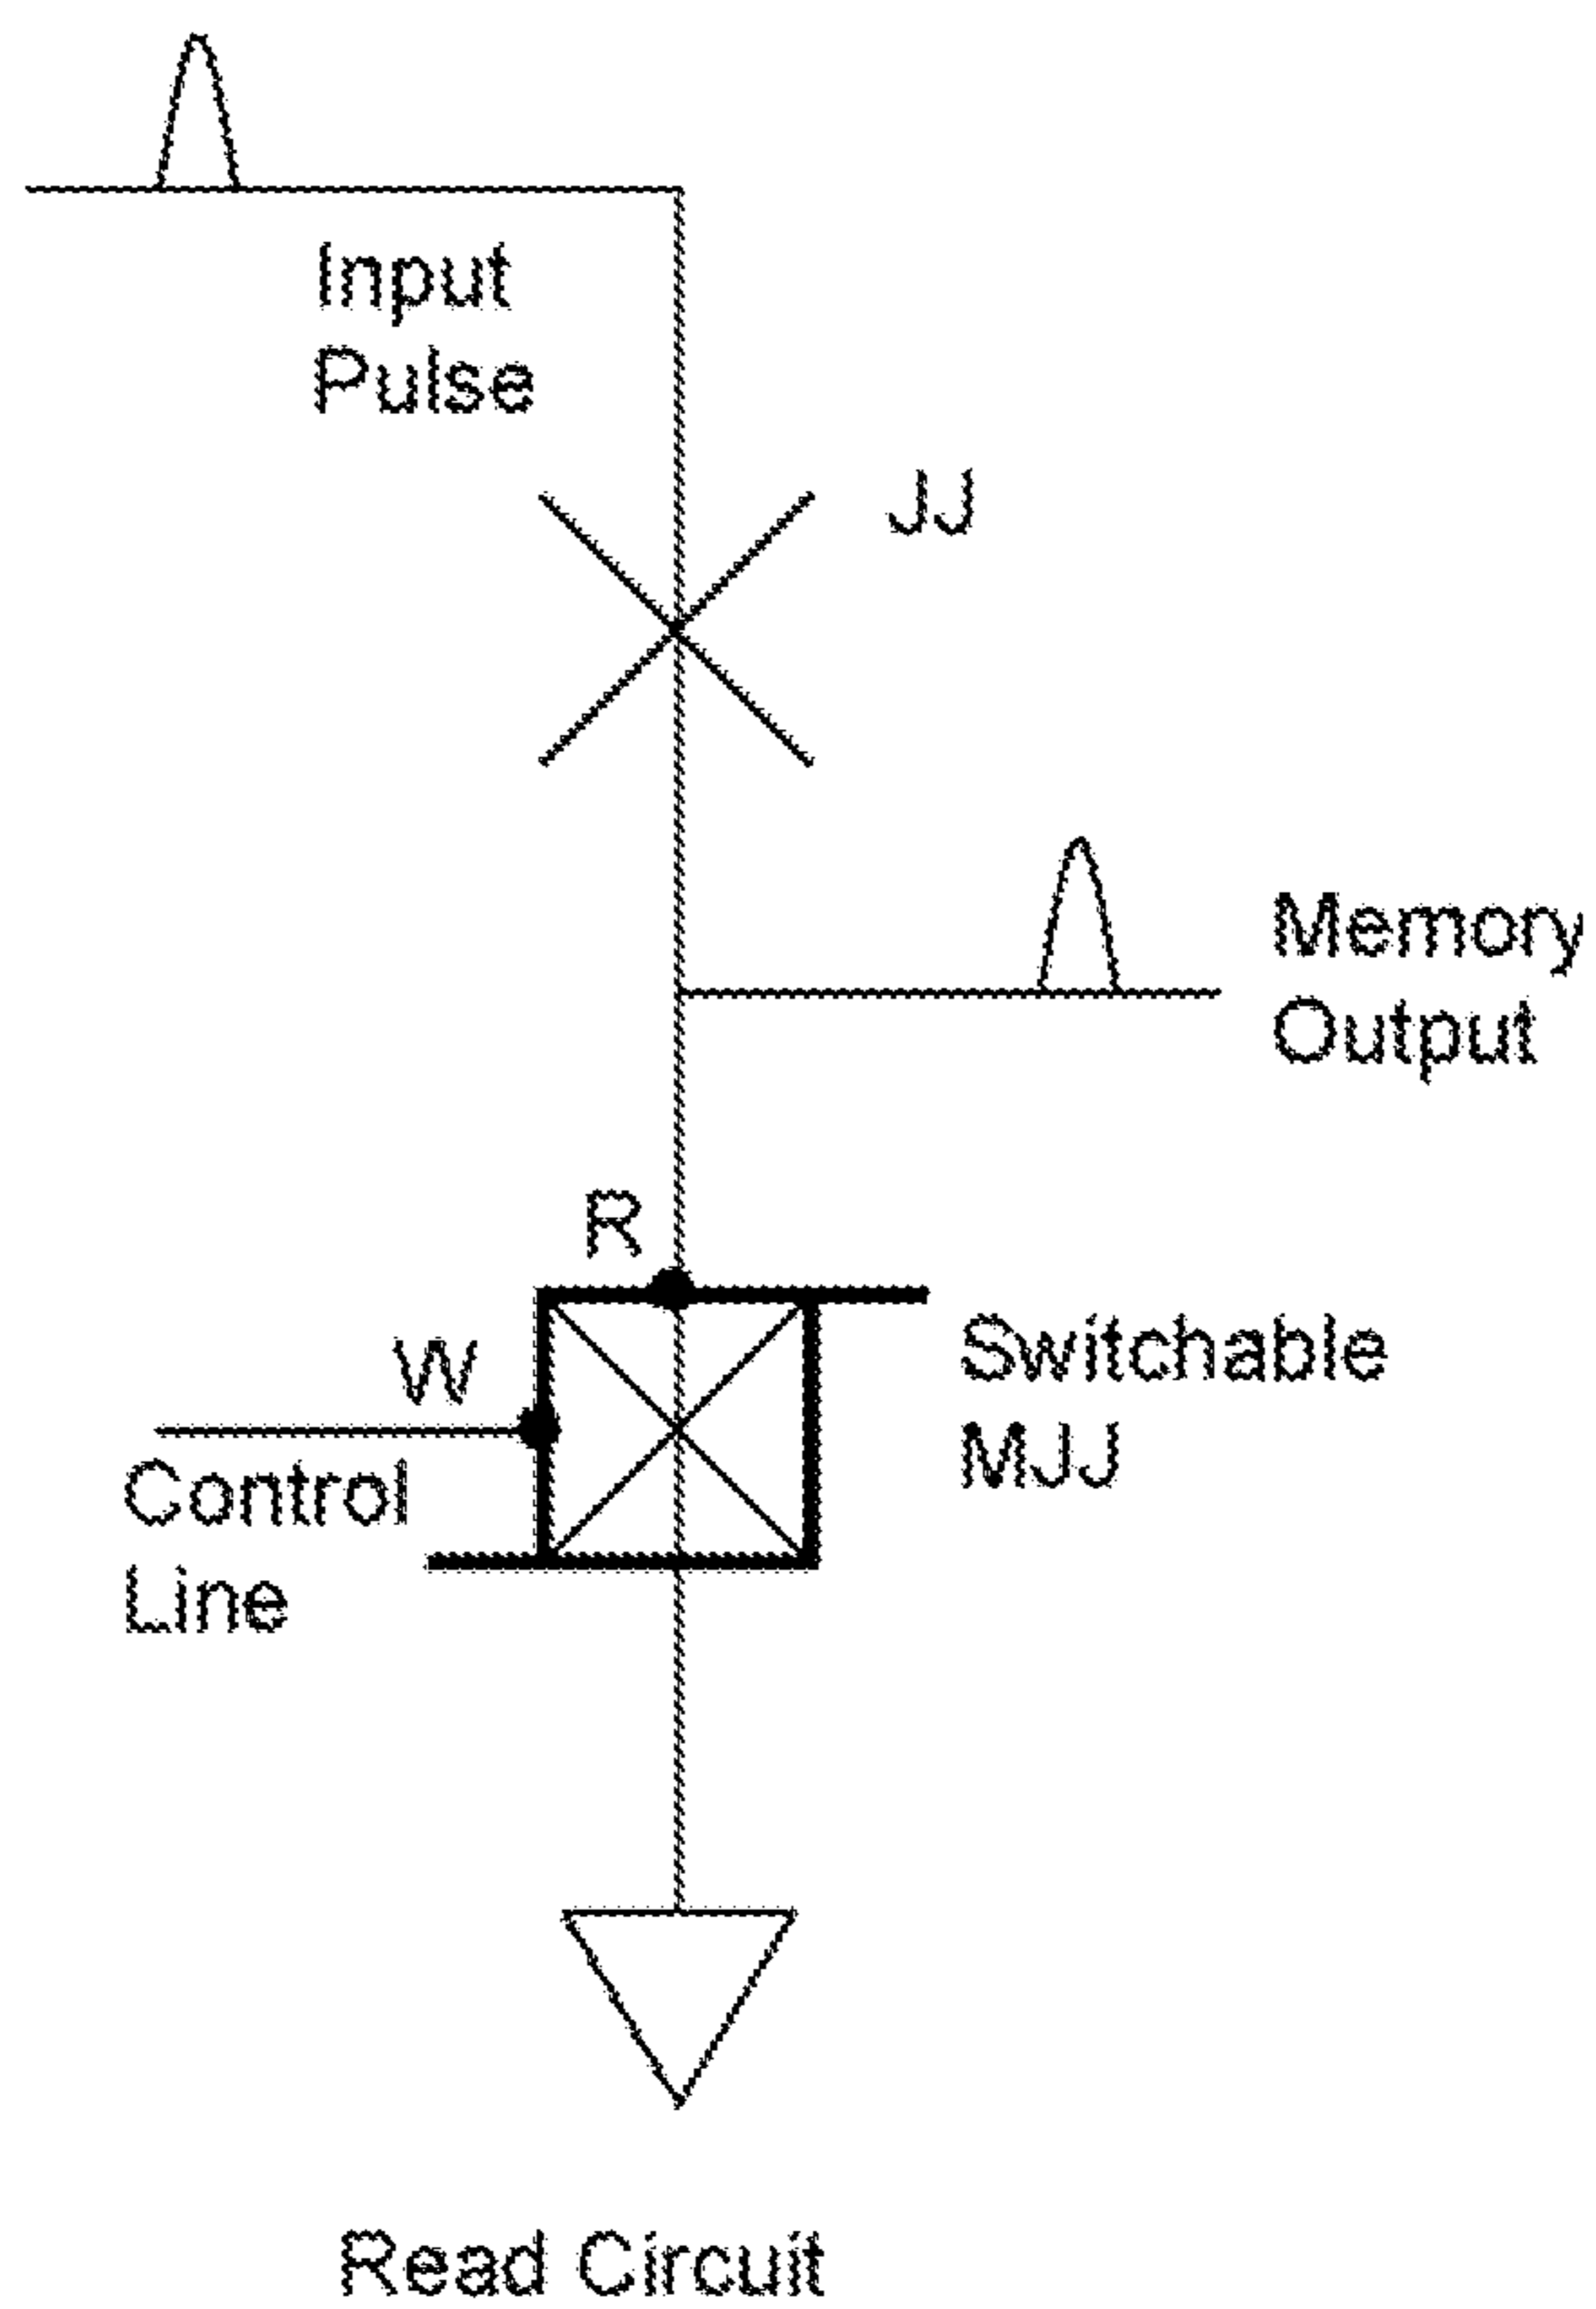 Input
Pulse
JJ
Memory
Output
R
W
Switchable
MJJ
Control
Line
Read Circuit